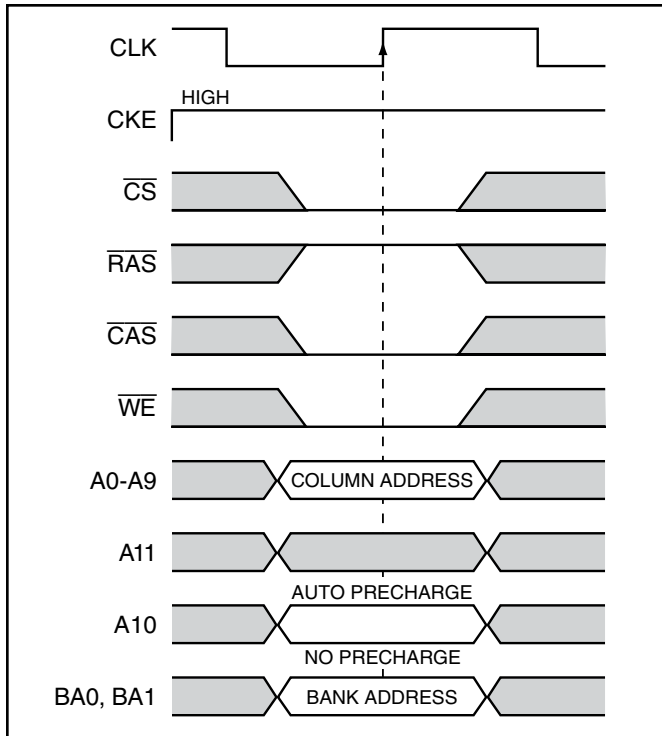 CLK
HIGH
CKE
CS
RAS
CAS
WE
A0-A9 COLUMN ADDRESS
A11
AUTO PRECHARGE
A10
NO PRECHARGE
BA0, BA1 BANK ADDRESS